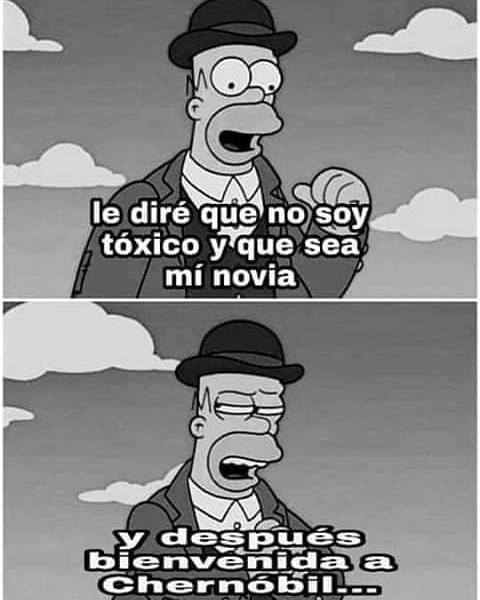 le diré que no soy
tóxico y que sea
mí novia
y después
bienvenida a
Chernóbil...